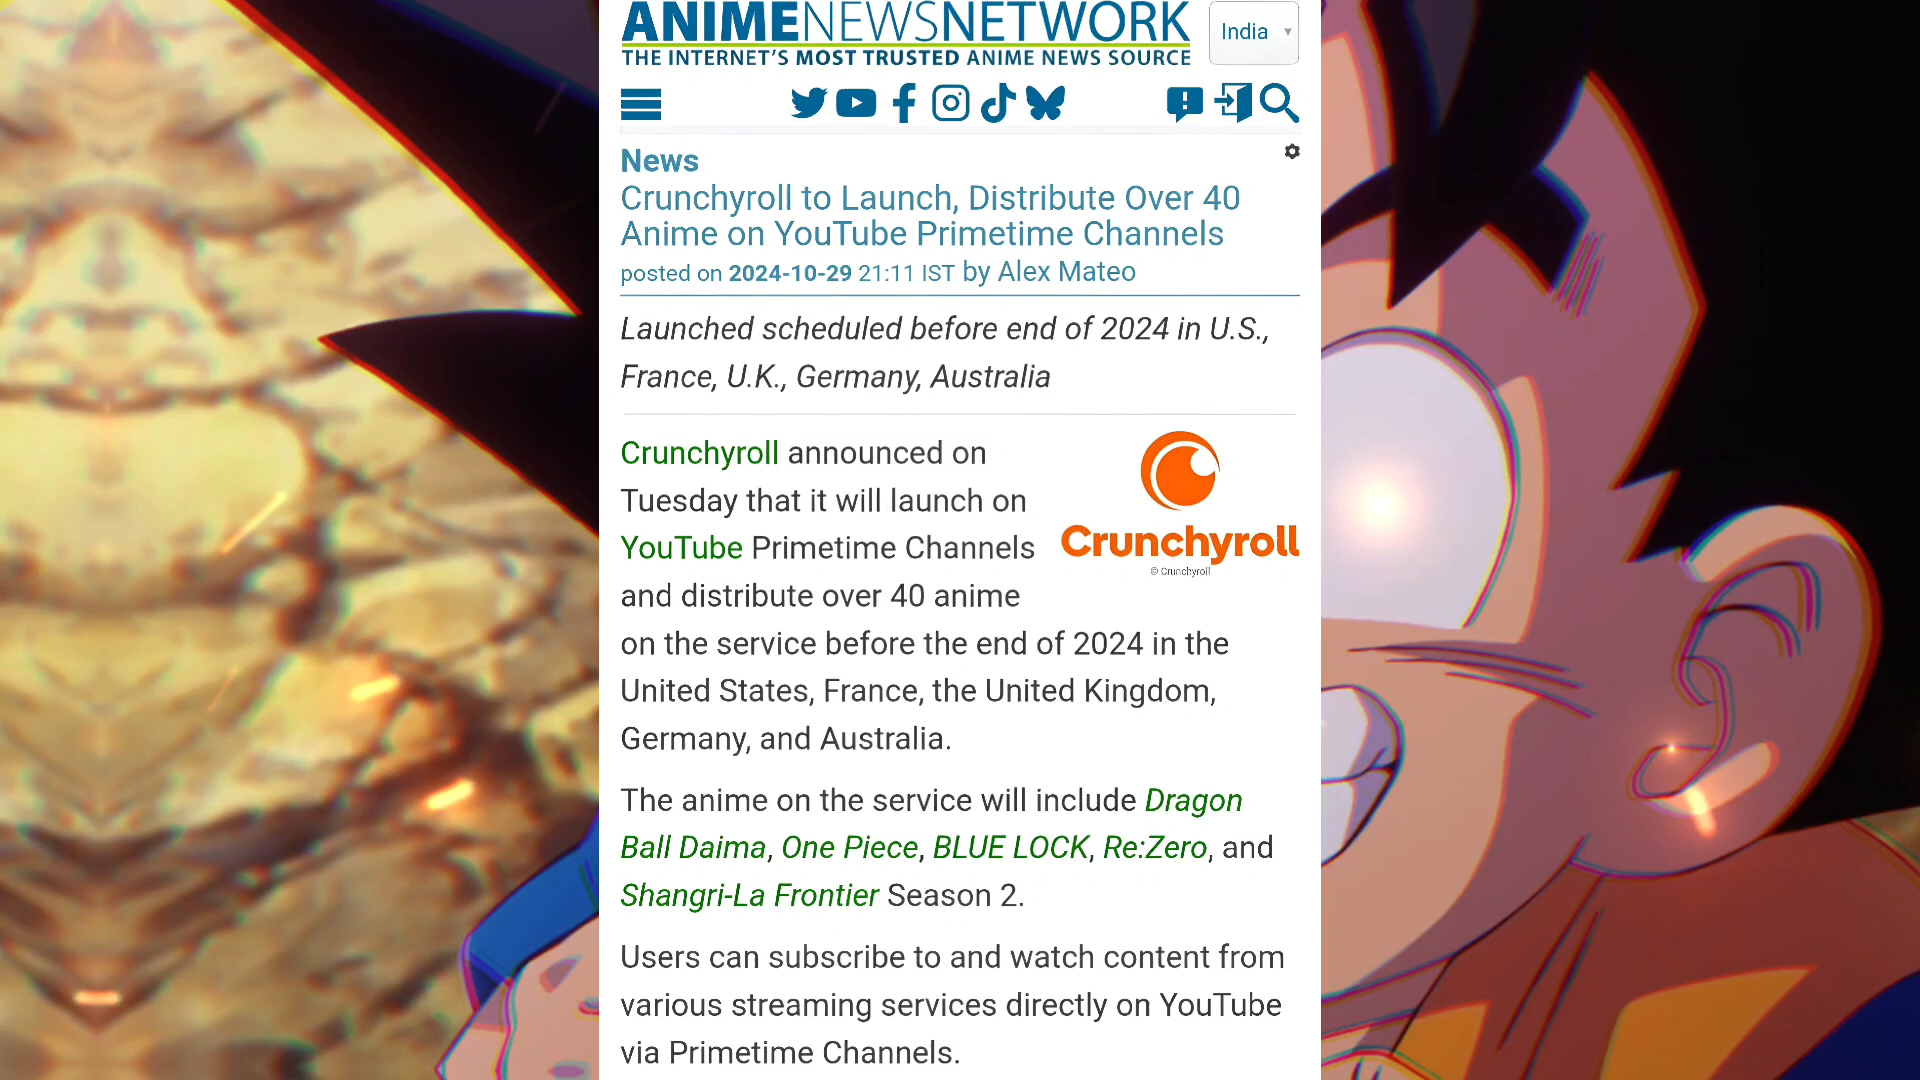 ANIMENEWSNETWORK
THE INTERNET'S MOST TRUSTED ANIME NEWS SOURCE
India
News
Crunchyroll to Launch, Distribute Over 40
Anime on YouTube Primetime Channels
posted on 2024-10-29 21:11 IST by Alex Mateo
Launched scheduled before end of 2024 in U.S.,
France, U.K., Germany, Australia
Crunchyroll announced on
Tuesday that it will launch on
YouTube Primetime Channels
and distribute over 40 anime
on the service before the end of 2024 in the
United States, France, the United Kingdom,
Germany, and Australia.
Crunchyroll
© Crunchyroll
The anime on the service will include Dragon
Ball Daima, One Piece, BLUE LOCK, Re:Zero, and
Shangri-La Frontier Season 2.
Users can subscribe to and watch content from
various streaming services directly on YouTube
via Primetime Channels.